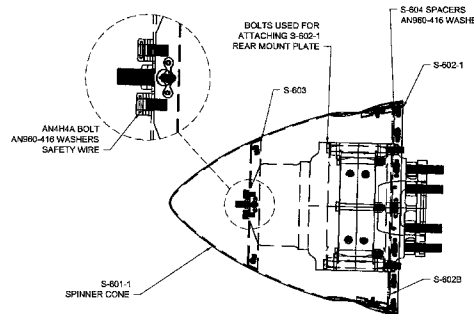 BOLTS USED FOR
ATTACHING S-602-1
REAR MOUNT PLATE
S-604 SPACERS
AN960-416 WASHE
S-602-1
S-603
AN4H4A BOLT
AN960-416 WASHERS
SAFETY WIRE
S-601-1
SPINNER CONE
S-602B